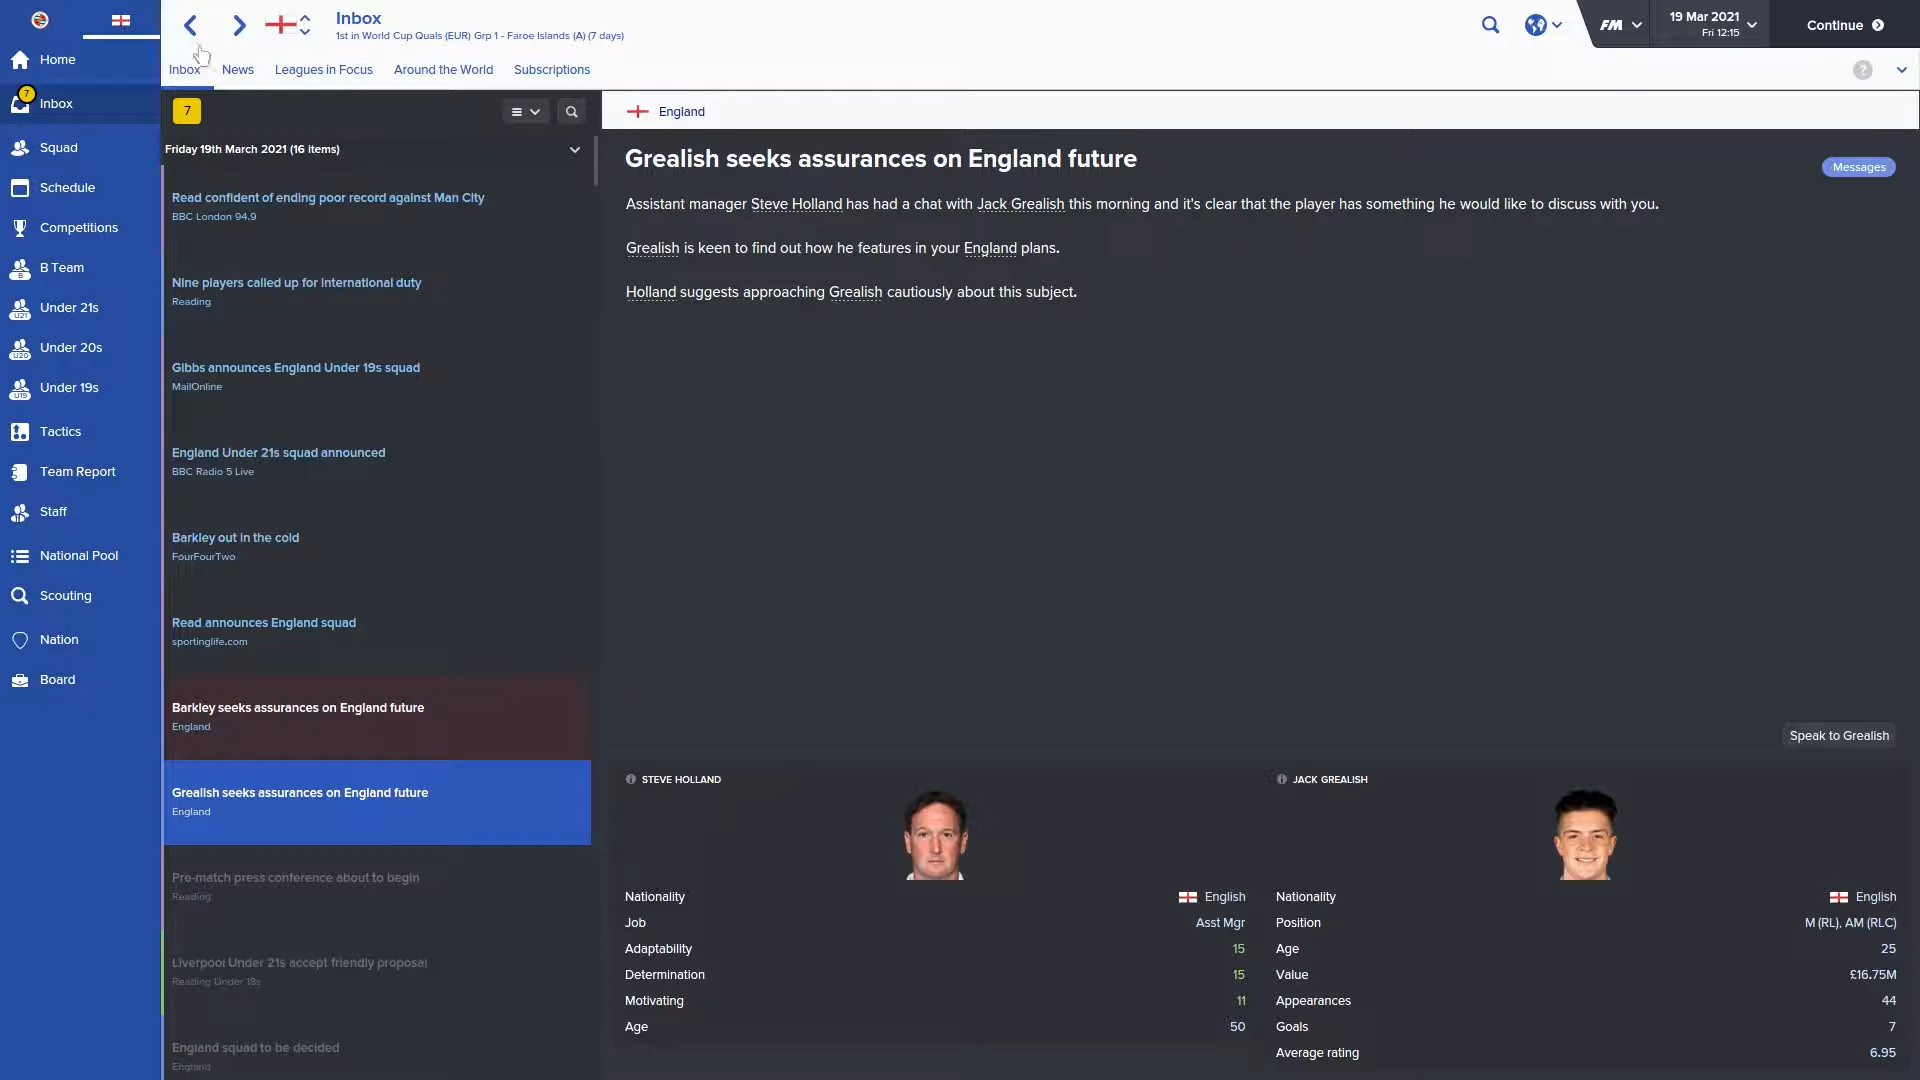 Inbox
1st in World Cup Quals (EUR) Grp 1 - Faroe Islands (A) (7 days)
FM
19 Mar 2021
Fri 12:15
Continue
Inbox
News
Leagues in Focus
Around the World
Subscriptions
?
Home
7
Inbox
Squad
Schedule
Competitions
B
B Team
U21
Under 21s
U20
Under 20s
U19
Under 19s
Tactics
Team Report
Staff
National Pool
Scouting
Nation
Board
7
Friday 19th March 2021 (16 items)
Read confident of ending poor record against Man City
BBC London 94.9
Nine players called up for international duty
Reading
Gibbs announces England Under 19s squad
MailOnline
England Under 21s squad announced
BBC Radio 5 Live
Barkley out in the cold
FourFourTwo
Read announces England squad
sportinglife.com
Barkley seeks assurances on England future
England
Grealish seeks assurances on England future
England
Pre-match press conference about to begin
Reading
Liverpool Under 21s accept friendly proposal
Reading Under 18s
England squad to be decided
England
England
Grealish seeks assurances on England future
Messages
Assistant manager Steve Holland has had a chat with Jack Grealish this morning and it's clear that the player has something he would like to discuss with you.
Grealish is keen to find out how he features in your England plans.
Holland suggests approaching Grealish cautiously about this subject.
Speak to Grealish
STEVE HOLLAND
Nationality English
Job Asst Mgr
Adaptability 15
Determination 15
Motivating 11
Age 50
JACK GREALISH
Nationality English
Position M (RL), AM (RLC)
Age 25
Value £16.75M
Appearances 44
Goals 7
Average rating 6.95